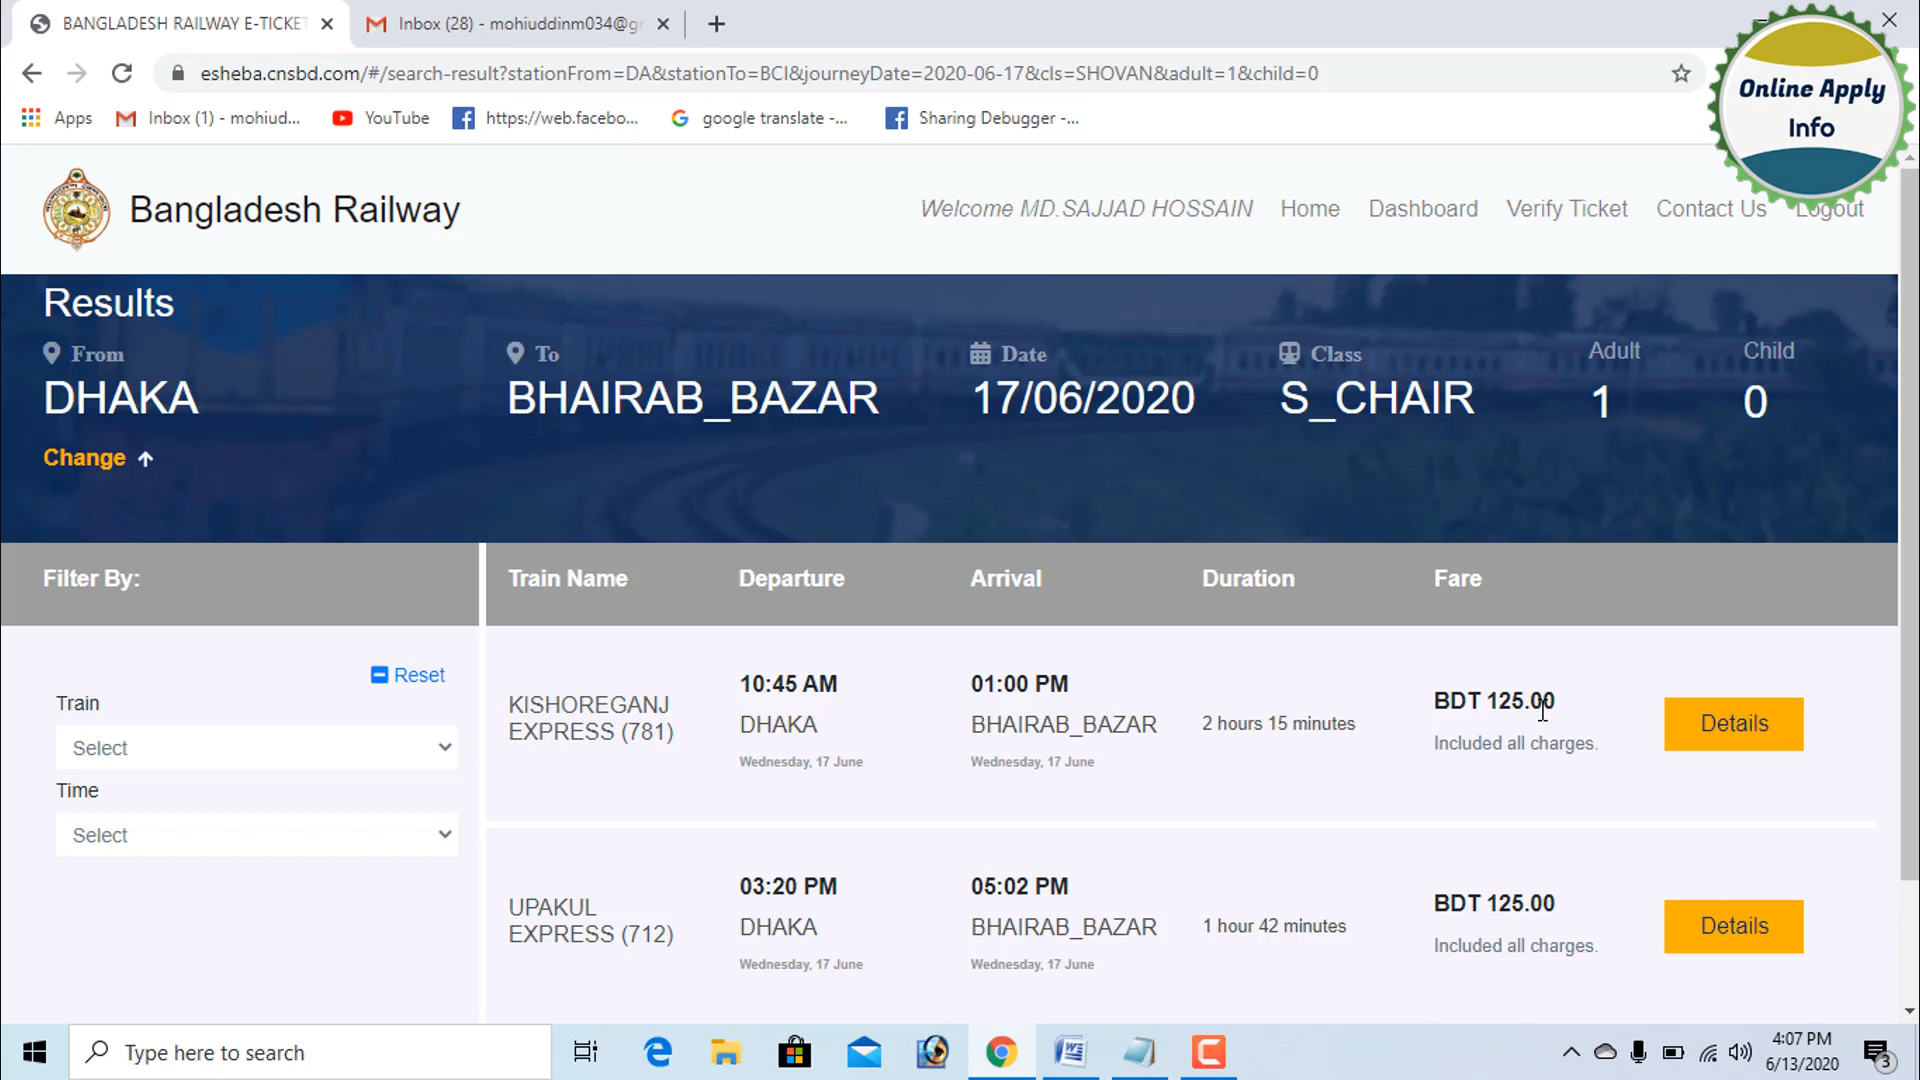 BANGLADESH RAILWAY E-TICKET
Inbox (28) - mohiuddinm034@g
esheba.cnsbd.com/#/search-result?stationFrom=DA&stationTo=BCI&journeyDate=2020-06-17&cls=SHOVAN&adult=1&child=0
Online Apply
Info
Apps
Inbox (1) - mohiud...
YouTube
https://web.facebo...
google translate -...
Sharing Debugger -...
Bangladesh Railway
Welcome MD.SAJJAD HOSSAIN
Home
Dashboard
Verify Ticket
Contact Us
Logout
Results
From
To
Date
Class
Adult
Child
DHAKA
BHAIRAB_BAZAR
17/06/2020
S_CHAIR
1
0
Change
Filter By:
Train Name
Departure
Arrival
Duration
Fare
Reset
Train
Select
Time
Select
KISHOREGANJ
EXPRESS (781)
10:45 AM
DHAKA
Wednesday, 17 June
01:00 PM
BHAIRAB_BAZAR
Wednesday, 17 June
2 hours 15 minutes
BDT 125.00
Included all charges.
Details
UPAKUL
EXPRESS (712)
03:20 PM
DHAKA
Wednesday, 17 June
05:02 PM
BHAIRAB_BAZAR
Wednesday, 17 June
1 hour 42 minutes
BDT 125.00
Included all charges.
Details
Type here to search
4:07 PM
6/13/2020
3